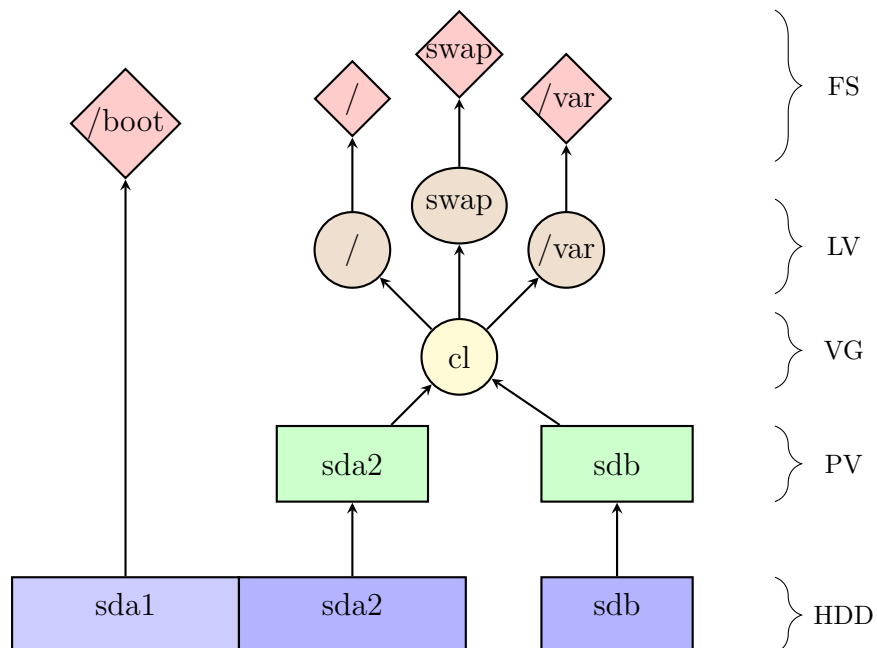 swap
FS
/
/var
/boot
swap
/
/var
LV
cl
VG
sda2
sdb
PV
sda1
sda2
sdb
HDD